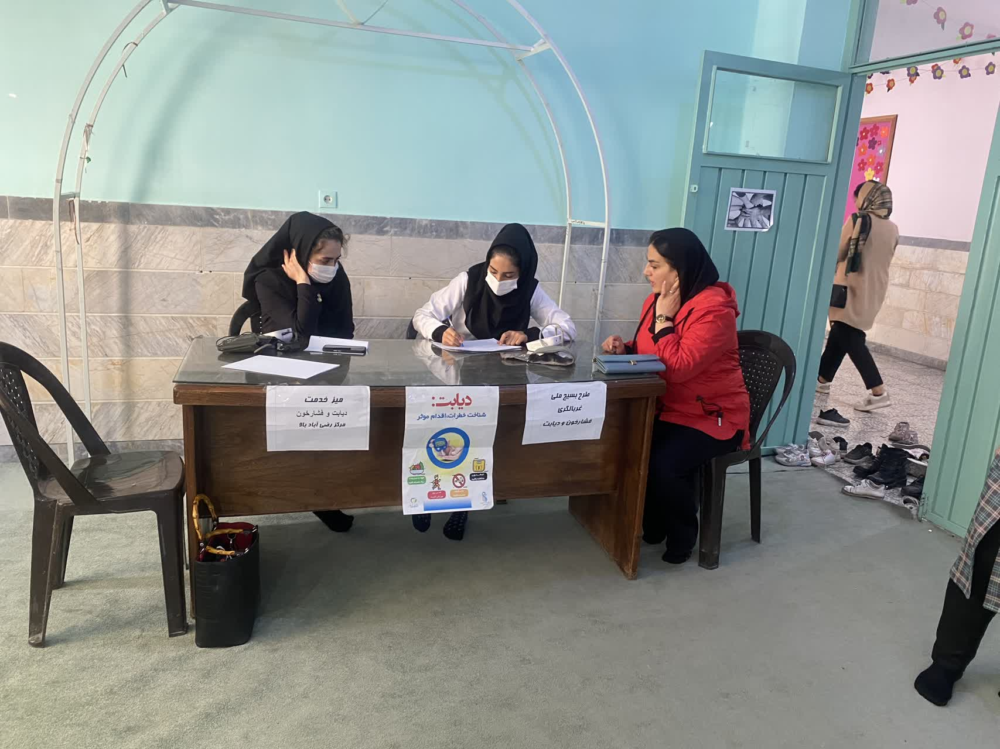 میز خدمت
دیابت و فشارخون
مرکز رضی آباد بالا
دیابت:
شناخت خطرات،اقدام موثر
طرح بسیج ملی
غربالگری
فشارخون و دیابت